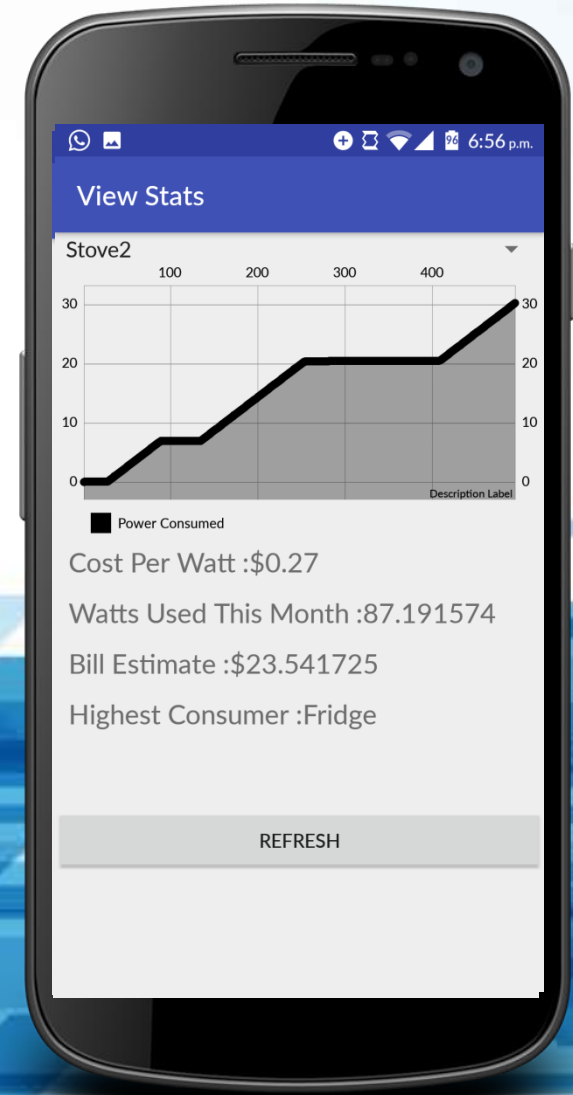 96 6:56 p.m.
View Stats
Stove2
100 200 300 400
30 30
20 20
10 10
0 0
Description Label
Power Consumed
Cost Per Watt :$0.27
Watts Used This Month :87.191574
Bill Estimate :$23.541725
Highest Consumer :Fridge
REFRESH